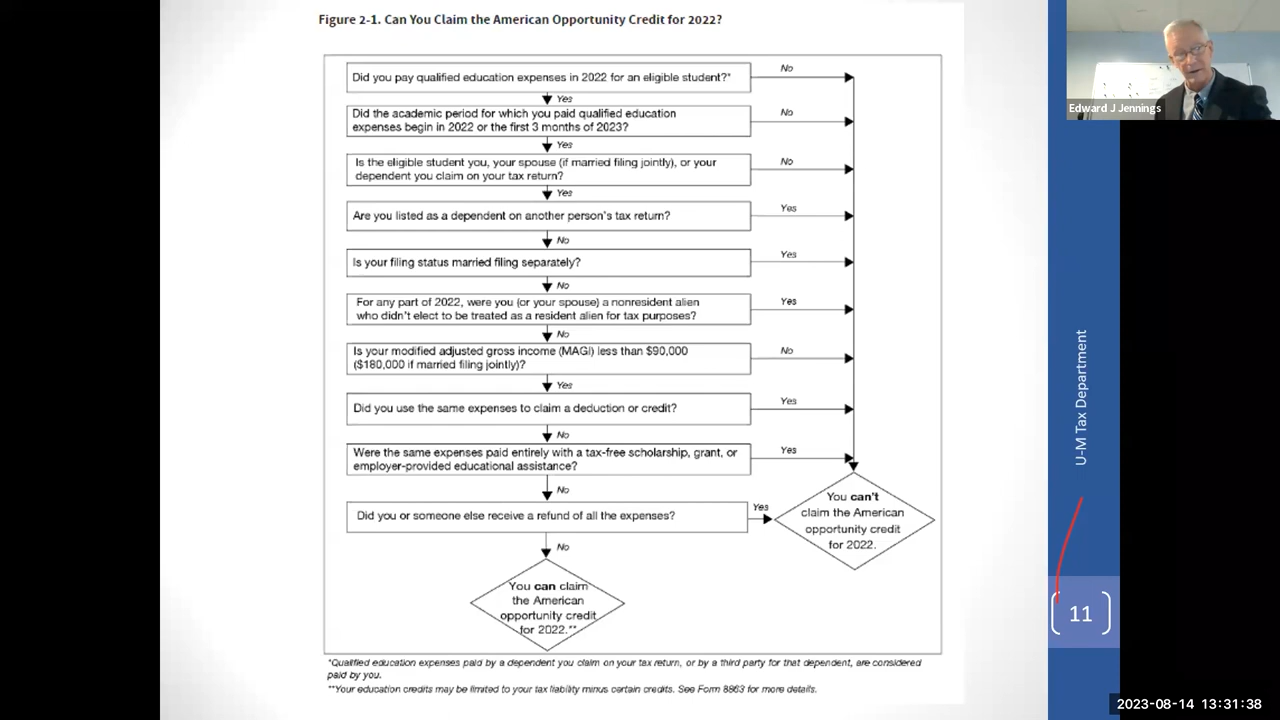 Figure 2-1. Can You Claim the American Opportunity Credit for 2022?
Did you pay qualified education expenses in 2022 for an eligible student?*
No
Yes
Did the academic period for which you paid qualified education
expenses begin in 2022 or the first 3 months of 2023?
No
Yes
Is the eligible student you, your spouse (if married filing jointly), or your
dependent you claim on your tax return?
No
Yes
Are you listed as a dependent on another person's tax return?
Yes
No
Is your filing status married filing separately?
Yes
No
For any part of 2022, were you (or your spouse) a nonresident alien
who didn't elect to be treated as a resident alien for tax purposes?
Yes
No
Is your modified adjusted gross income (MAGI) less than $90,000
($180,000 if married filing jointly)?
No
Yes
Did you use the same expenses to claim a deduction or credit?
Yes
No
Were the same expenses paid entirely with a tax-free scholarship, grant, or
employer-provided educational assistance?
Yes
No
Did you or someone else receive a refund of all the expenses?
Yes
No
You can't
claim the American
opportunity credit
for 2022.
You can claim
the American
opportunity credit
for 2022.**
*Qualified education expenses paid by a dependent you claim on your tax return, or by a third party for that dependent, are considered
paid by you.
**Your education credits may be limited to your tax liability minus certain credits. See Form 8863 for more details.
Edward J Jennings
U-M Tax Department
11
2023-08-14 13:31:38